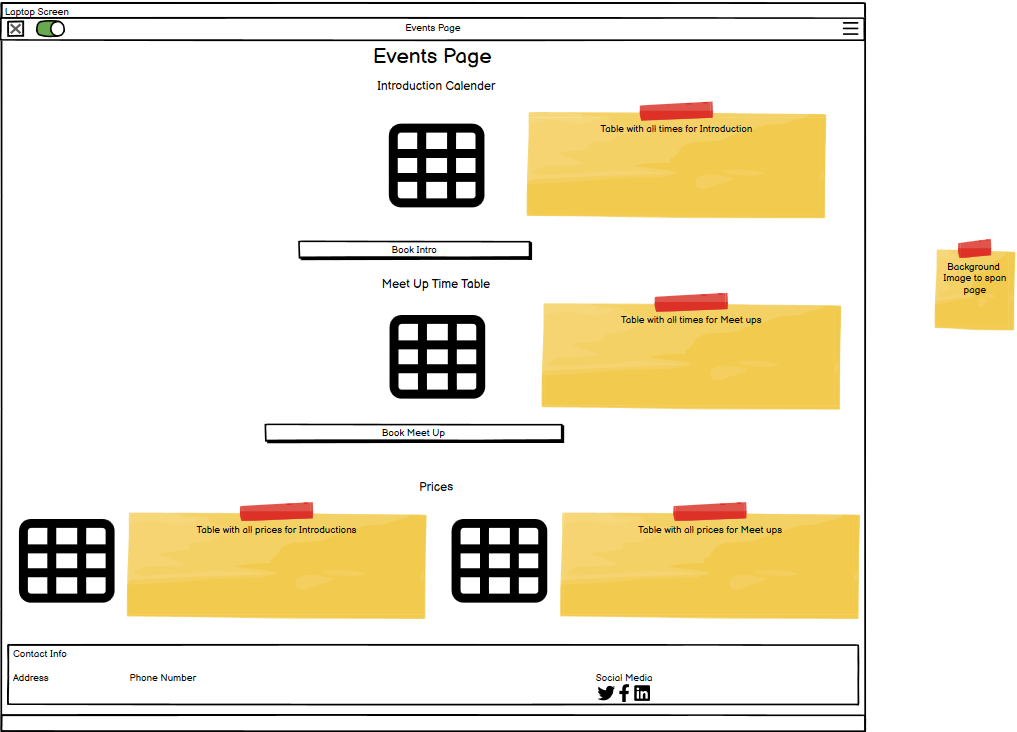 Laptop Screen
Events Page
Events Page
Introduction Calender
Table with all times for Introduction
Book Intro
Background
Image to span
page
Meet Up Time Table
Table with all times for Meet ups
Book Meet Up
Prices
Table with all prices for Introductions
Table with all prices for Meet ups
Contact Info
Address
Phone Number
Social Media